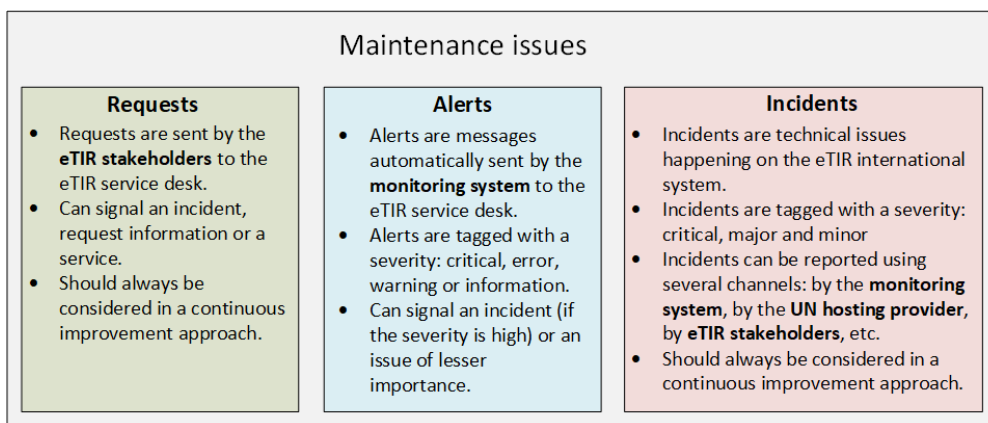 Maintenance issues
Requests
• Requests are sent by the
eTIR stakeholders to the
eTIR service desk.
• Can signal an incident,
request information or a
service.
• Should always be
considered in a continuous
improvement approach.
Alerts
• Alerts are messages
automatically sent by the
monitoring system to the
eTIR service desk.
• Alerts are tagged with a
severity: critical, error,
warning or information.
• Can signal an incident (if
the severity is high) or an
issue of lesser
importance.
Incidents
• Incidents are technical issues
happening on the eTIR international
system.
• Incidents are tagged with a severity:
critical, major and minor
• Incidents can be reported using
several channels: by the monitoring
system, by the UN hosting provider,
by eTIR stakeholders, etc.
• Should always be considered in a
continuous improvement approach.